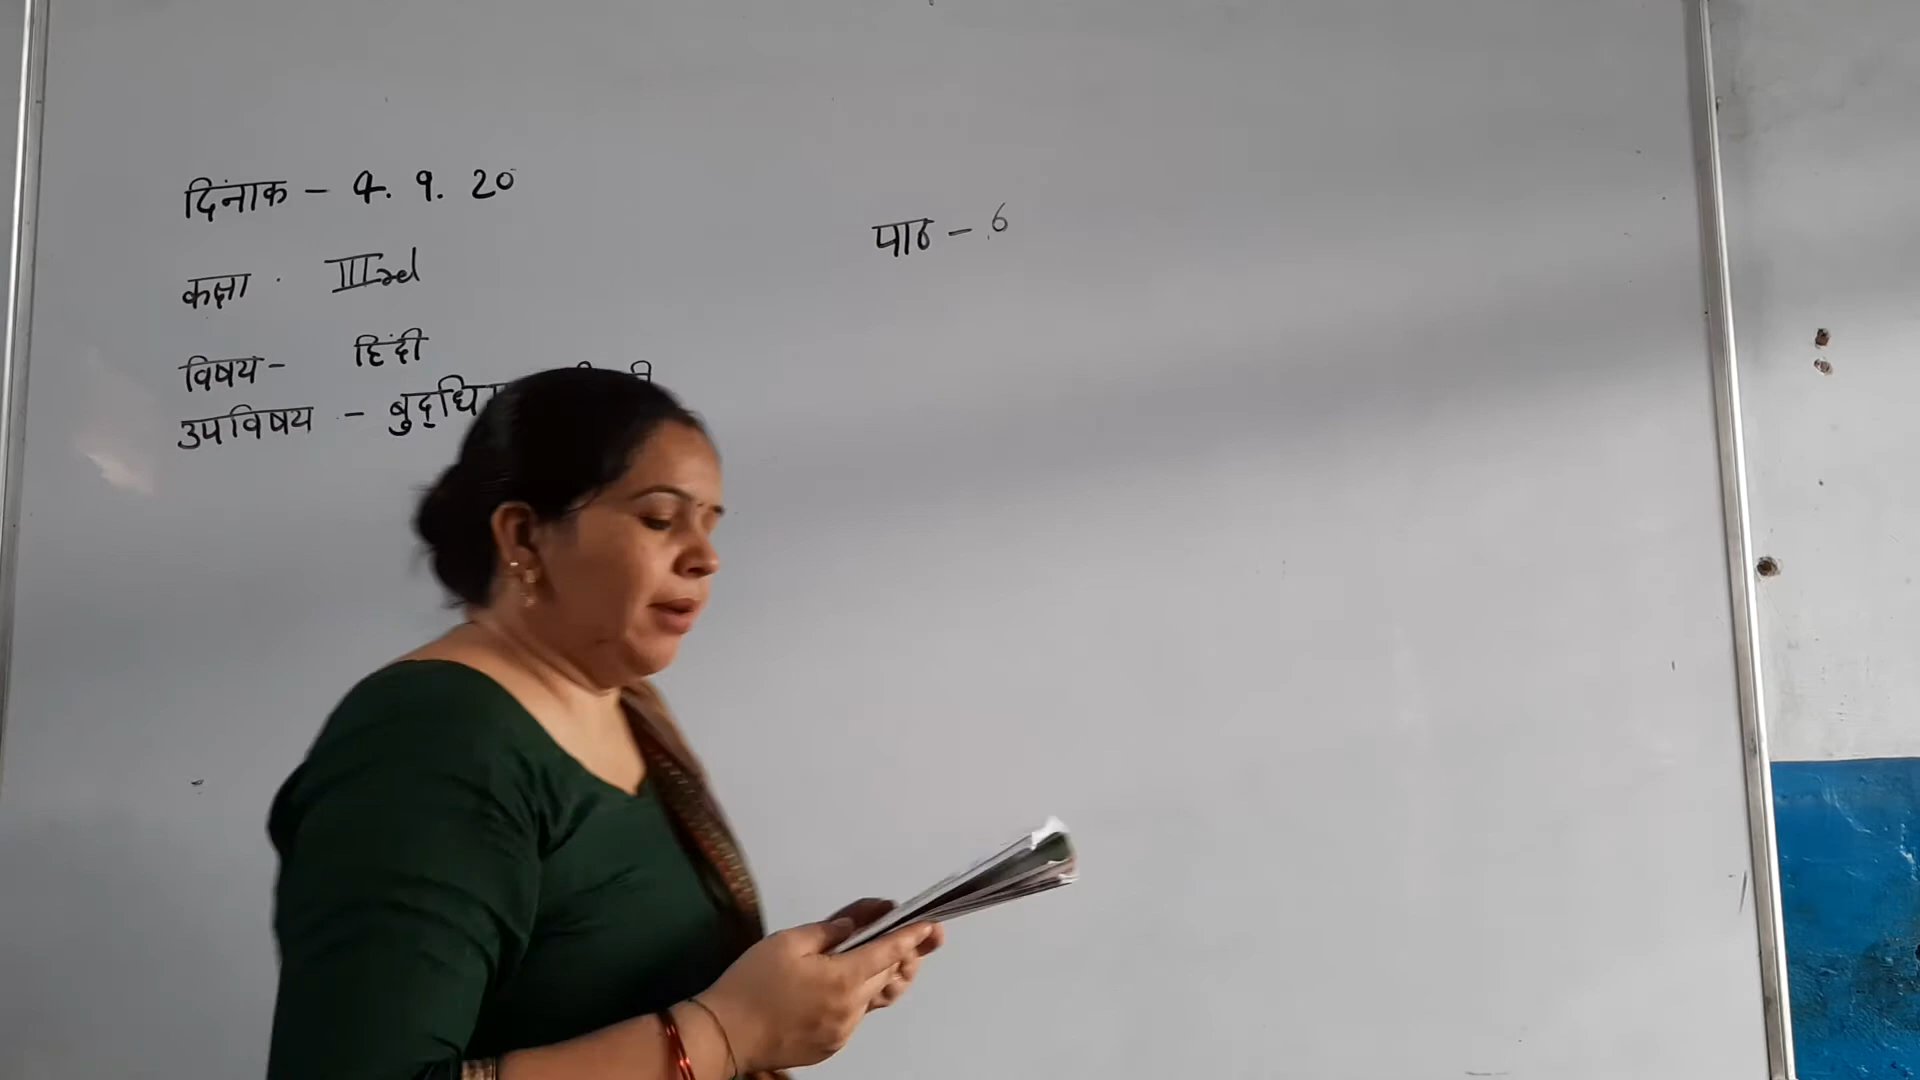 दिंनाक - 4. 9. 20
कक्षा . IIIrd
विषय - हिंदी
उपविषय -
पाठ - 6